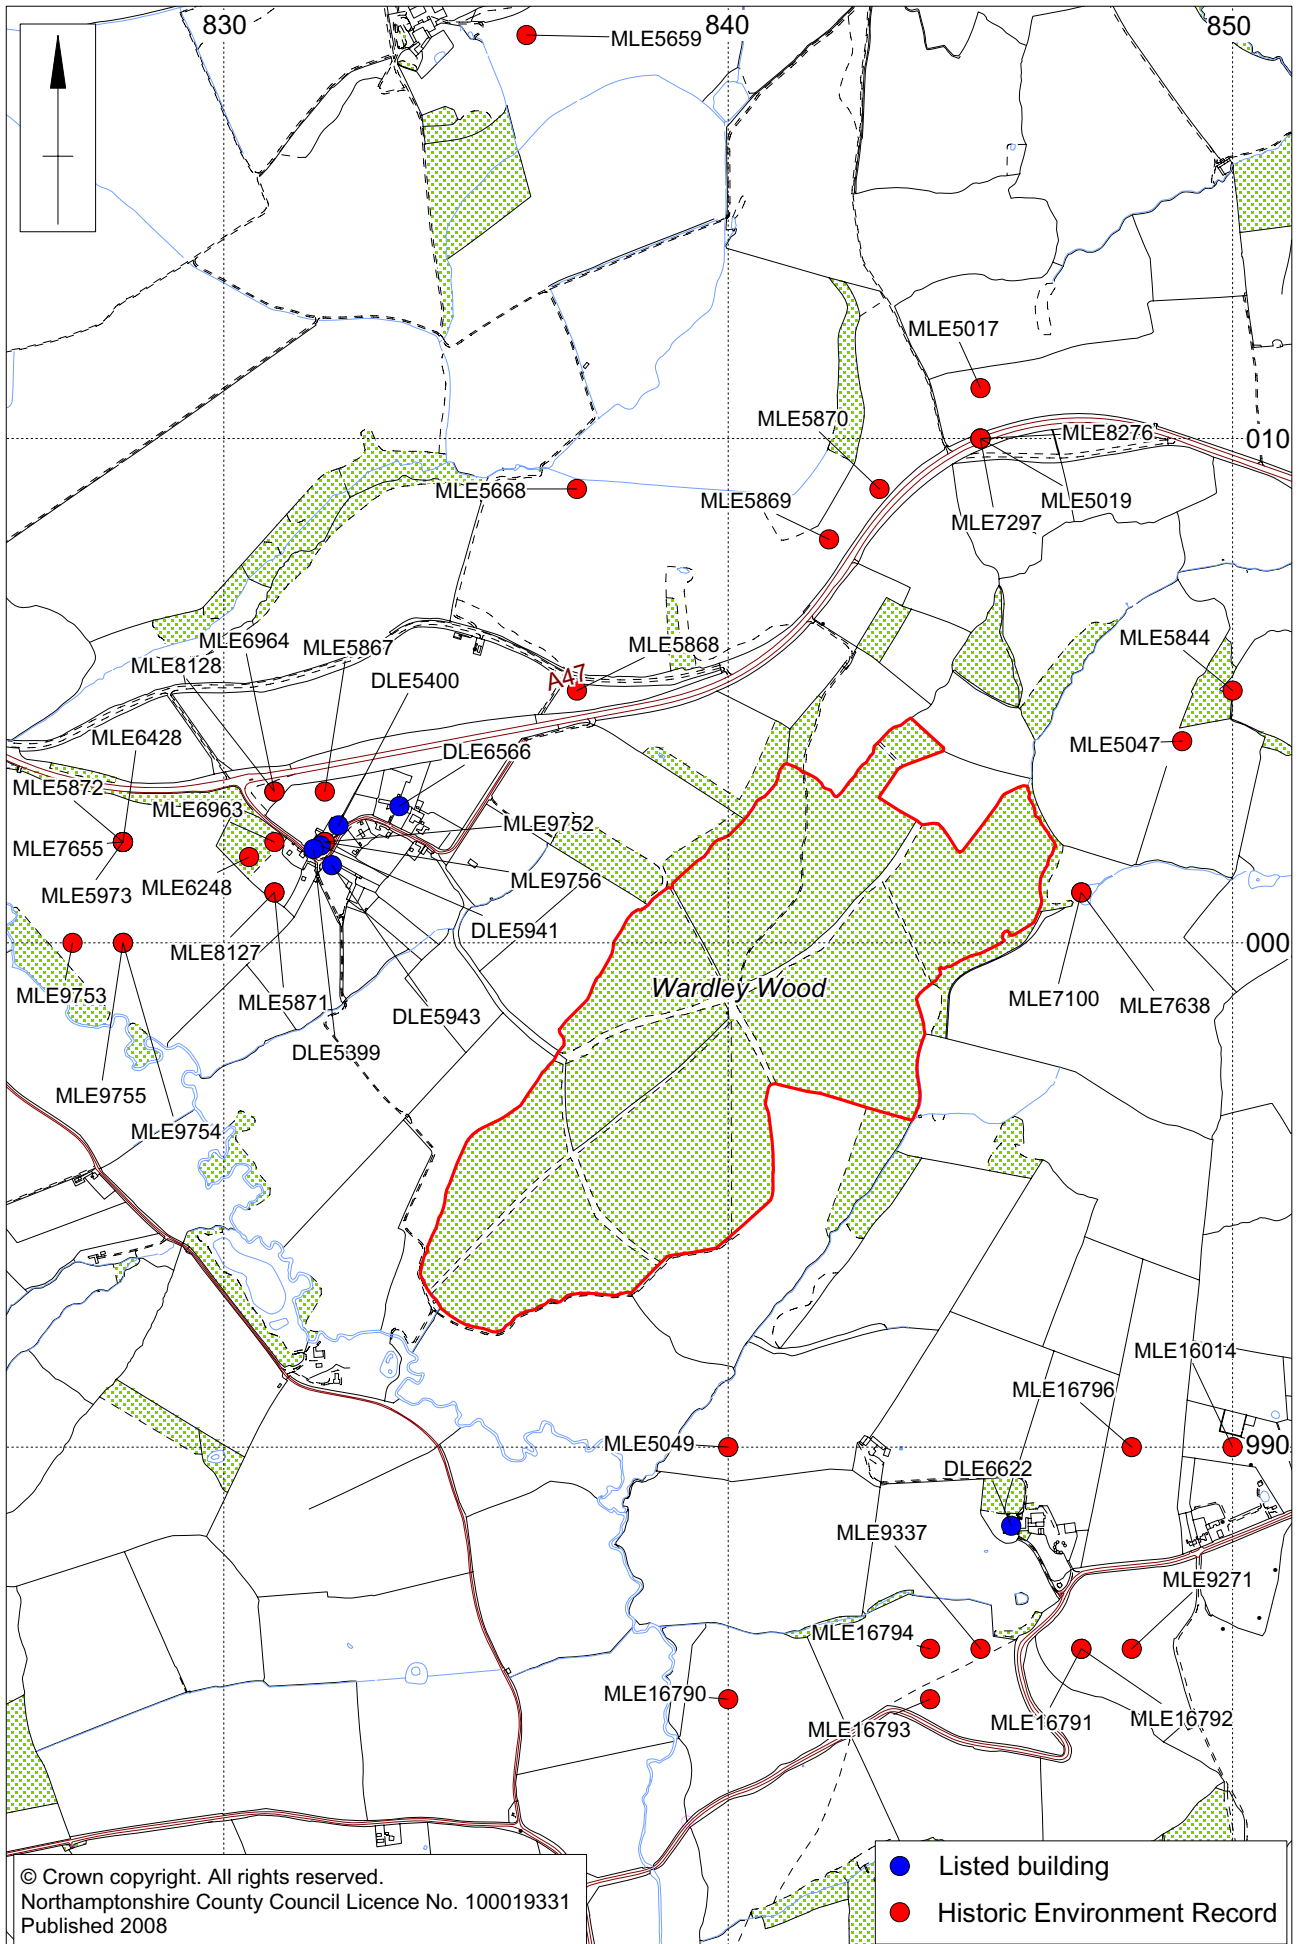 830
840
850
MLE5659
MLE5017
MLE5870
MLE8276
010
MLE5668
MLE5869
MLE5019
MLE7297
MLE6964
MLE5867
MLE5868
MLE5844
MLE8128
A47
DLE5400
MLE6428
DLE6566
MLE5047
MLE5872
MLE6963
MLE9752
MLE7655
MLE9756
MLE5973
MLE6248
DLE5941
MLE8127
000
MLE9753
MLE5871
Wardley Wood
MLE7100
MLE7638
DLE5943
DLE5399
MLE9755
MLE9754
MLE16014
MLE16796
MLE5049
990
DLE6622
MLE9337
MLE9271
MLE16794
MLE16790
MLE16793
MLE16791
MLE16792
© Crown copyright. All rights reserved.
Northamptonshire County Council Licence No. 100019331
Published 2008
Listed building
Historic Environment Record